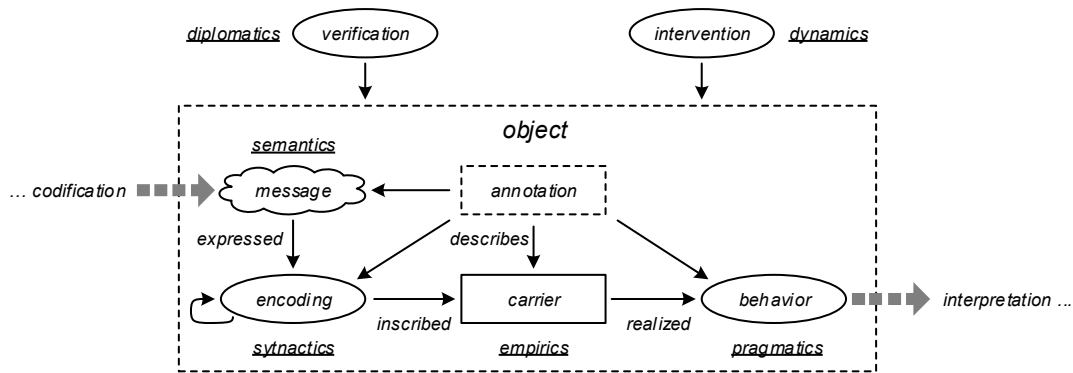 diplomatics verification intervention dynamics
object
semantics
... codification message annotation
expressed describes
encoding carrier behavior interpretation ...
inscribed realized
sytnactics empirics pragmatics